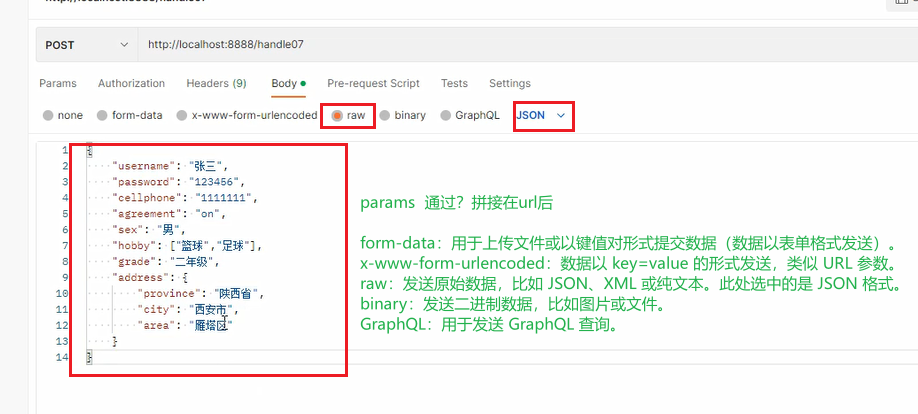 POST
http://localhost:8888/handle07
Params Authorization Headers (9) Body Pre-request Script Tests Settings
none form-data x-www-form-urlencoded raw binary GraphQL JSON
1 {
2 "username": "张三",
3 "password": "123456",
4 "cellphone": "1111111",
5 "agreement": "on",
6 "sex": "男",
7 "hobby": ["篮球","足球"],
8 "grade": "二年级",
9 "address": {
10 "province": "陕西省",
11 "city": "西安市",
12 "area": "雁塔区"
13 }
14 }
params 通过？拼接在url后
form-data：用于上传文件或以键值对形式提交数据（数据以表单格式发送）。
x-www-form-urlencoded：数据以 key=value 的形式发送，类似 URL 参数。
raw：发送原始数据，比如 JSON、XML 或纯文本。此处选中的是 JSON 格式。
binary：发送二进制数据，比如图片或文件。
GraphQL：用于发送 GraphQL 查询。